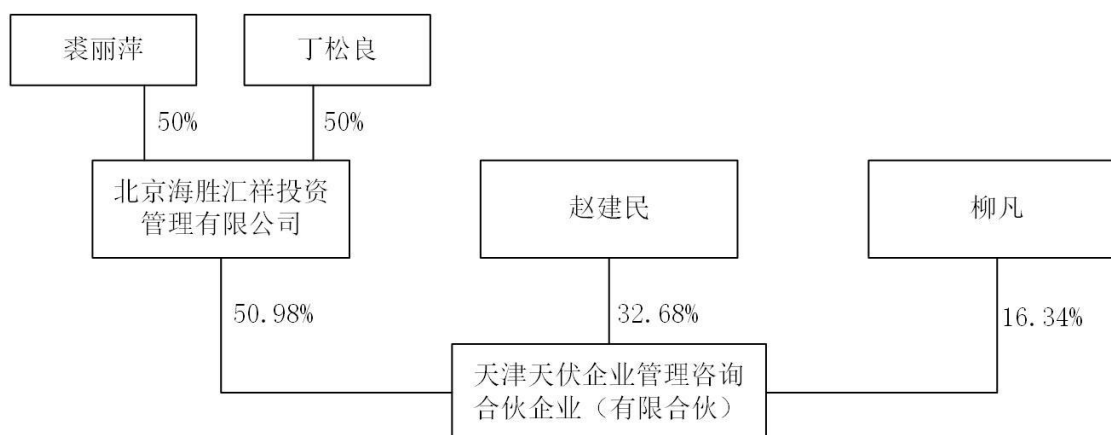 裘丽萍
丁松良
50%
50%
北京海胜汇祥投资
管理有限公司
赵建民
柳凡
50.98%
32.68%
16.34%
天津天伏企业管理咨询
合伙企业（有限合伙）